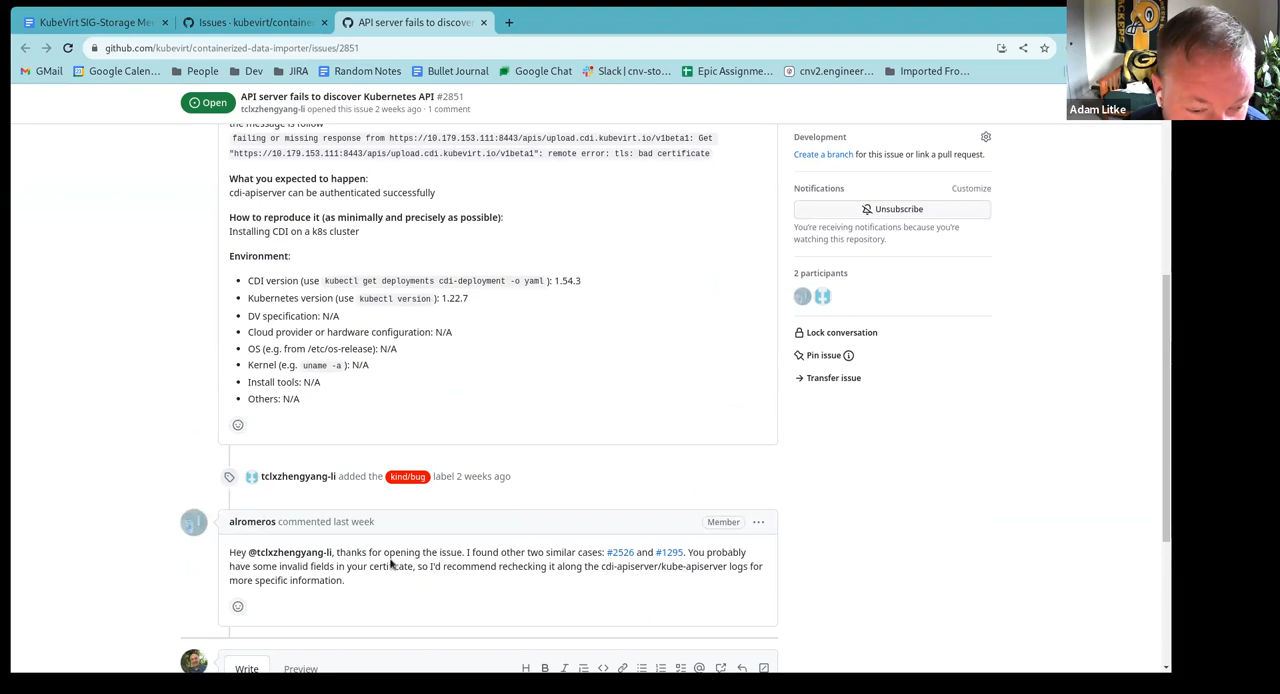 KubeVirt SIG-Storage Me
Issues · kubevirt/containe
API server fails to discove
github.com/kubevirt/containerized-data-importer/issues/2851
GMail
Google Calen...
People
Dev
JIRA
Random Notes
Bullet Journal
Google Chat
Slack | cnv-sto...
Epic Assignme...
cnv2.engineer...
Imported Fro...
PACKERS
Adam Litke
Open
API server fails to discover Kubernetes API #2851
tclxzhengyang-li opened this issue 2 weeks ago · 1 comment
the message is follow
failing or missing response from https://10.179.153.111:8443/apis/upload.cdi.kubevirt.io/v1beta1: Get
"https://10.179.153.111:8443/apis/upload.cdi.kubevirt.io/v1beta1": remote error: tls: bad certificate
What you expected to happen:
cdi-apiserver can be authenticated successfully
How to reproduce it (as minimally and precisely as possible):
Installing CDI on a k8s cluster
Environment:
• CDI version (use kubectl get deployments cdi-deployment -o yaml ): 1.54.3
• Kubernetes version (use kubectl version ): 1.22.7
• DV specification: N/A
• Cloud provider or hardware configuration: N/A
• OS (e.g. from /etc/os-release): N/A
• Kernel (e.g. uname -a ): N/A
• Install tools: N/A
• Others: N/A
tclxzhengyang-li added the kind/bug label 2 weeks ago
alromeros commented last week
Member
Hey @tclxzhengyang-li, thanks for opening the issue. I found other two similar cases: #2526 and #1295. You probably
have some invalid fields in your certificate, so I'd recommend rechecking it along the cdi-apiserver/kube-apiserver logs for
more specific information.
Write
Preview
Development
Create a branch for this issue or link a pull request.
Notifications
Customize
Unsubscribe
You're receiving notifications because you're
watching this repository.
2 participants
Lock conversation
Pin issue
Transfer issue